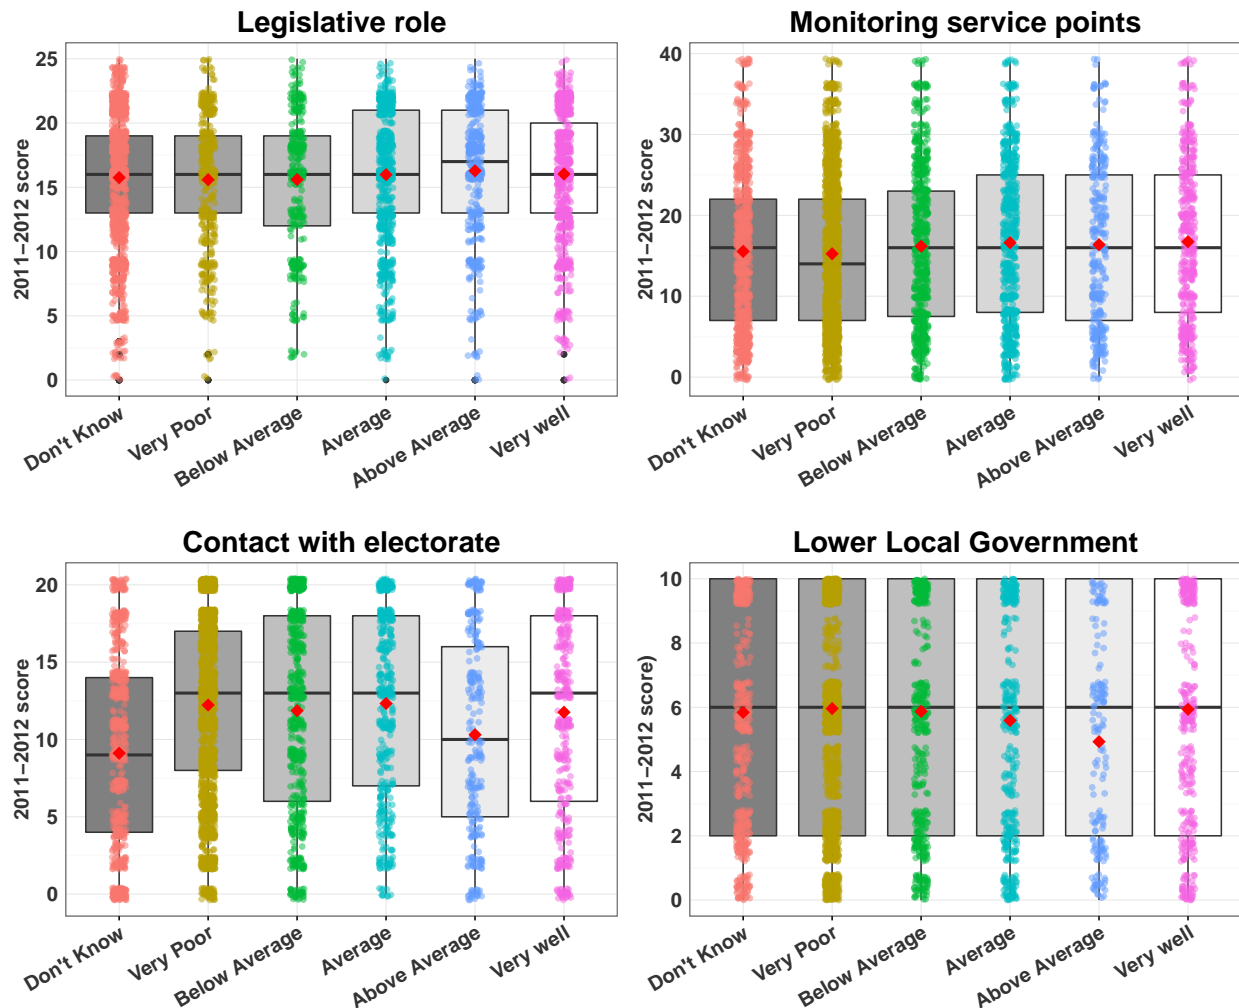 Legislative role
2011−2012 score
25
20
15
10
5
0
Don't Know
Very Poor
Below Average
Average
Above Average
Very well
Monitoring service points
2011−2012 score
40
30
20
10
0
Don't Know
Very Poor
Below Average
Average
Above Average
Very well
Contact with electorate
2011−2012 score
20
15
10
5
0
Don't Know
Very Poor
Below Average
Average
Above Average
Very well
Lower Local Government
2011−2012 score)
10
8
6
4
2
0
Don't Know
Very Poor
Below Average
Average
Above Average
Very well